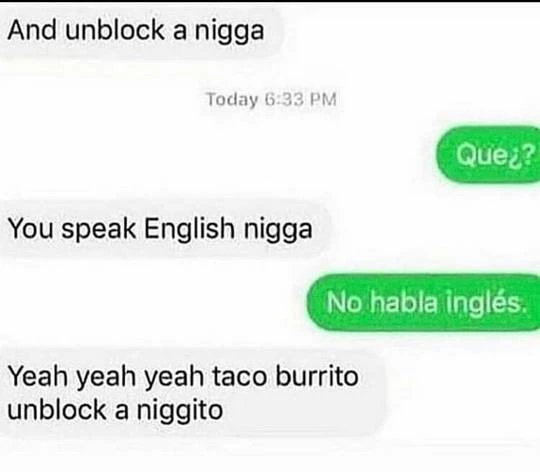 And unblock a nigga
Today 6:33 PM
Que¿?
You speak English nigga
No habla inglés.
Yeah yeah yeah taco burrito
unblock a niggito